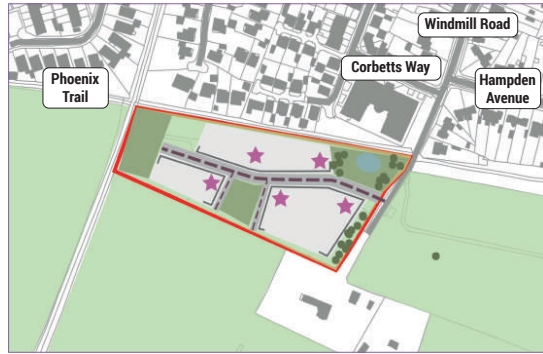 Windmill Road
Corbetts Way
Phoenix
Trail
Hampden
Avenue